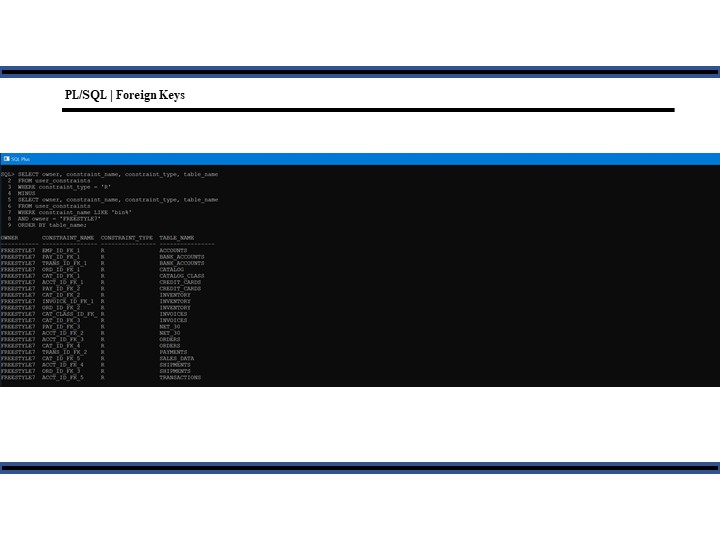 PL/SQL | Foreign Keys
SQL Plus
SQL> SELECT owner, constraint_name, constraint_type, table_name
2 FROM user_constraints
3 WHERE constraint_type = 'R'
4 MINUS
5 SELECT owner, constraint_name, constraint_type, table_name
6 FROM user_constraints
7 WHERE constraint_name LIKE 'bin%'
8 AND owner = 'FREESTYLE7'
9 ORDER BY table_name;
OWNER CONSTRAINT_NAME CONSTRAINT_TYPE TABLE_NAME
FREESTYLE7 EMP_ID_FK_1 R ACCOUNTS
FREESTYLE7 PAY_ID_FK_1 R BANK_ACCOUNTS
FREESTYLE7 TRANS_ID_FK_1 R BANK_ACCOUNTS
FREESTYLE7 ORD_ID_FK_1 R CATALOG
FREESTYLE7 CAT_ID_FK_1 R CATALOG_CLASS
FREESTYLE7 ACCT_ID_FK_1 R CREDIT_CARDS
FREESTYLE7 PAY_ID_FK_2 R CREDIT_CARDS
FREESTYLE7 CAT_ID_FK_2 R INVENTORY
FREESTYLE7 INVOICE_ID_FK_1 R INVENTORY
FREESTYLE7 ORD_ID_FK_2 R INVENTORY
FREESTYLE7 CAT_CLASS_ID_FK_ R INVOICES
FREESTYLE7 CAT_ID_FK_3 R INVOICES
FREESTYLE7 PAY_ID_FK_3 R NET_30
FREESTYLE7 ACCT_ID_FK_2 R NET_30
FREESTYLE7 ACCT_ID_FK_3 R ORDERS
FREESTYLE7 CAT_ID_FK_4 R ORDERS
FREESTYLE7 TRANS_ID_FK_2 R PAYMENTS
FREESTYLE7 CAT_ID_FK_5 R SALES_DATA
FREESTYLE7 ACCT_ID_FK_4 R SHIPMENTS
FREESTYLE7 ORD_ID_FK_3 R SHIPMENTS
FREESTYLE7 ACCT_ID_FK_5 R TRANSACTIONS